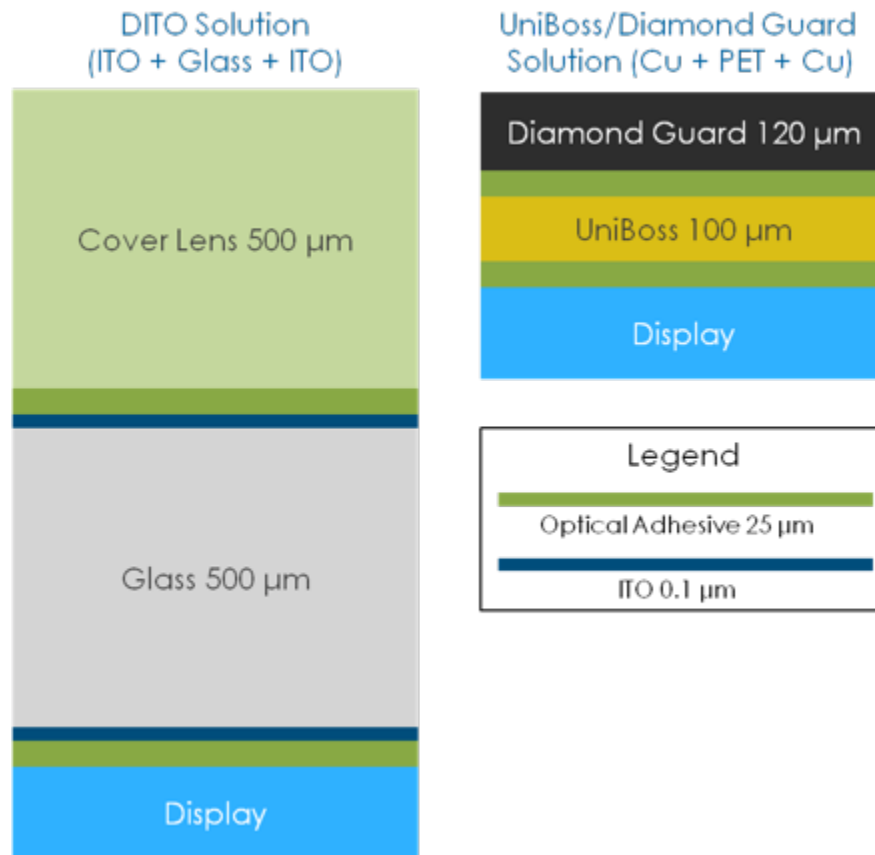 DITO Solution
(ITO + Glass + ITO)
Cover Lens 500 µm
Glass 500 µm
Display
UniBoss/Diamond Guard
Solution (Cu + PET + Cu)
Diamond Guard 120 µm
UniBoss 100 µm
Display
Legend
Optical Adhesive 25 µm
ITO 0.1 µm